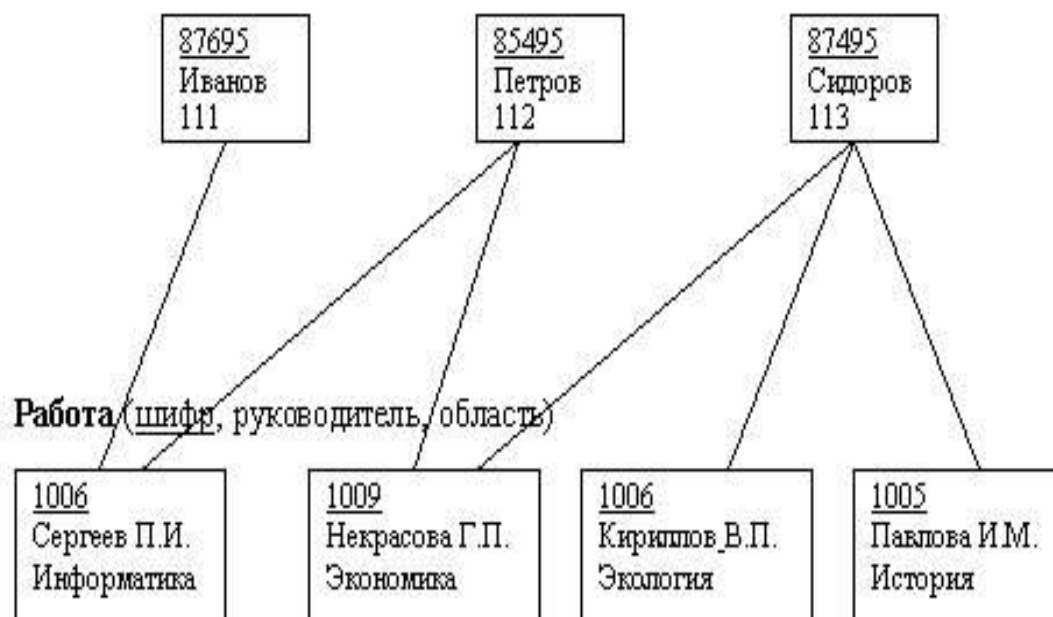 87695
Иванов
111
85495
Петров
112
87495
Сидоров
113
Работа (шифр, руководитель, область)
1006
Сергеев П.И.
Информатика
1009
Некрасова Г.П.
Экономика
1006
Кириллов_В.П.
Экология
1005
Павлова И.М.
История